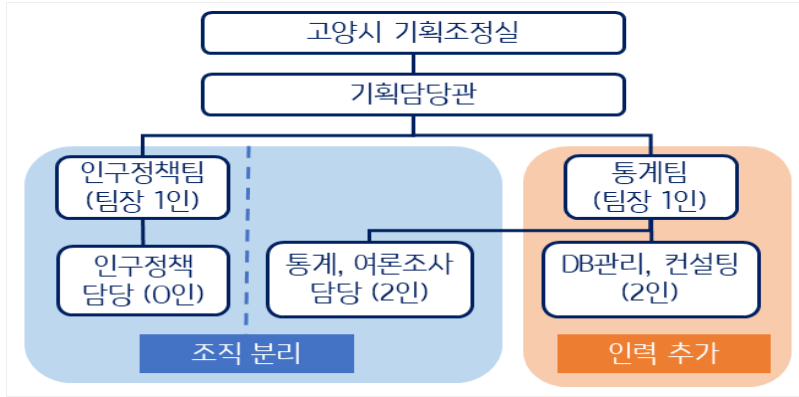 고양시 기획조정실
기획담당관
인구정책팀
(팀장 1인)
통계팀
(팀장 1인)
인구정책
담당 (0인)
통계, 여론조사
담당 (2인)
DB관리, 컨설팅
(2인)
조직 분리
인력 추가